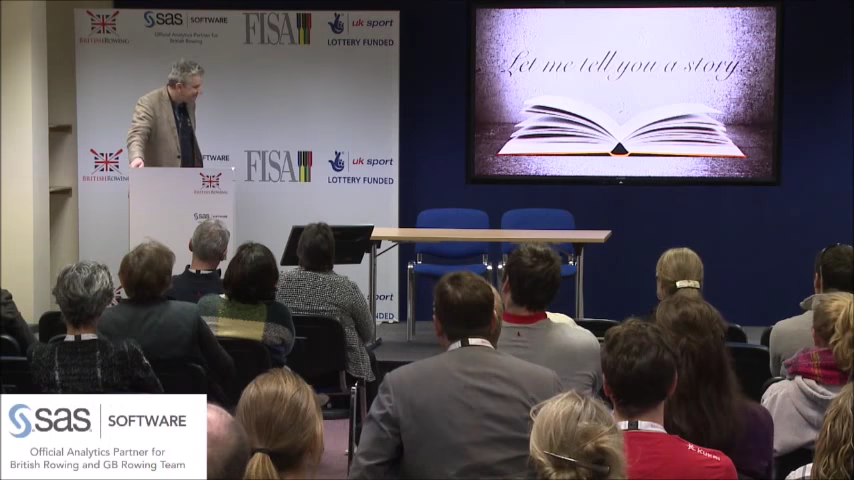 SAS SOFTWARE
Official Analytics Partner for
British Rowing
FISA
uk sport
LOTTERY FUNDED
BRITISH ROWING
Let me tell you a story...
BRITISH ROWING
SOFTWARE
FISA
uk sport
LOTTERY FUNDED
BRITISH ROWING
sas
sas SOFTWARE
Official Analytics Partner for
British Rowing and GB Rowing Team